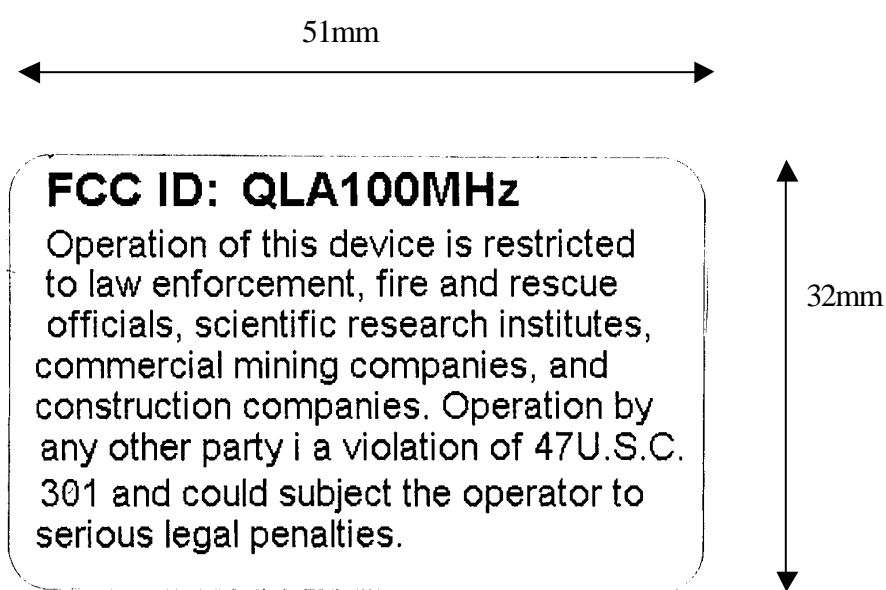 51mm
FCC ID: QLA100MHz
Operation of this device is restricted
to law enforcement, fire and rescue
officials, scientific research institutes,
commercial mining companies, and
construction companies. Operation by
any other party i a violation of 47U.S.C.
301 and could subject the operator to
serious legal penalties.
32mm